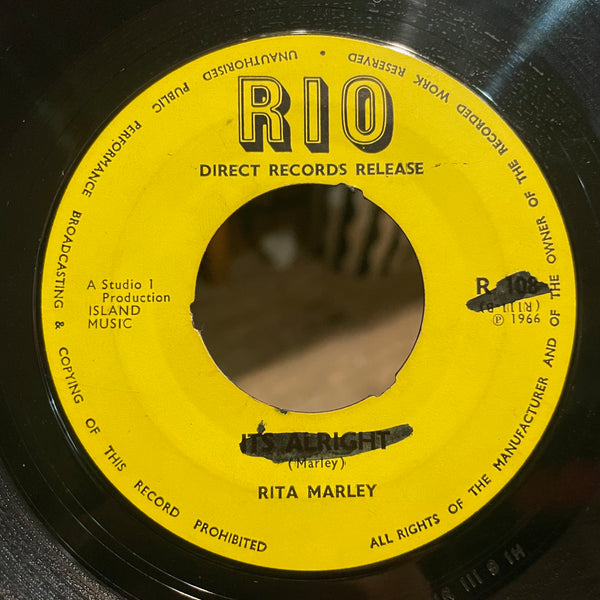 RIO
DIRECT RECORDS RELEASE
A Studio 1
Production
ISLAND
MUSIC
R. 108
(R111 B)
℗ 1966
ITS ALRIGHT
(Marley)
RITA MARLEY
ALL RIGHTS OF THE MANUFACTURER AND OF THE OWNER OF THE RECORDED WORK RESERVED • UNAUTHORISED PUBLIC PERFORMANCE BROADCASTING & COPYING OF THIS RECORD PROHIBITED